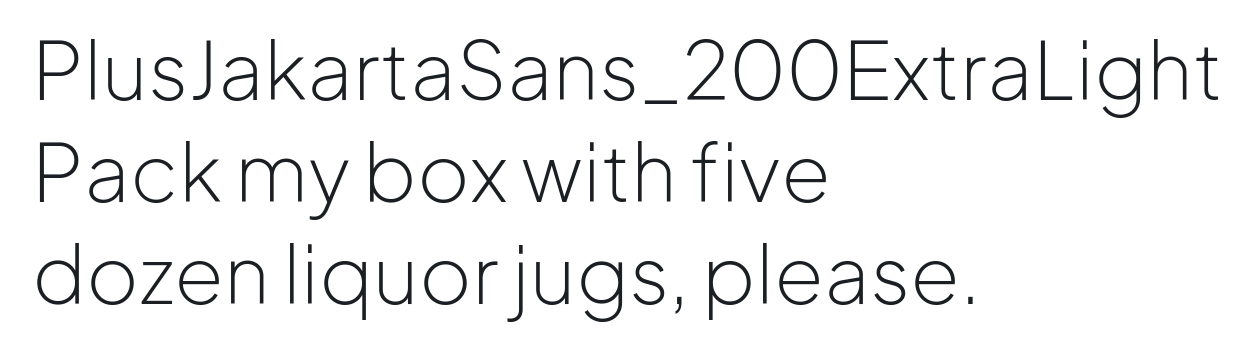 PlusJakartaSans_200ExtraLight
Pack my box with five
dozen liquor jugs, please.